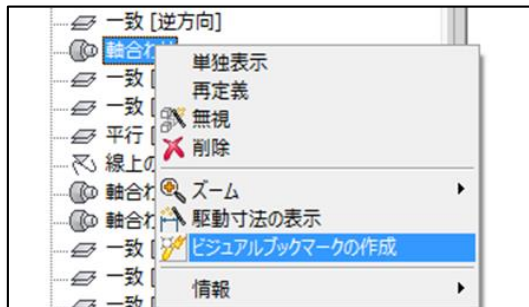 一致 [逆方向]
軸合わ
単独表示
一致 [
再定義
一致 [
無視
平行 [
削除
線上の
軸合わ
ズーム
軸合わ
駆動寸法の表示
一致 [
ビジュアルブックマークの作成
一致 [
情報
一致 [